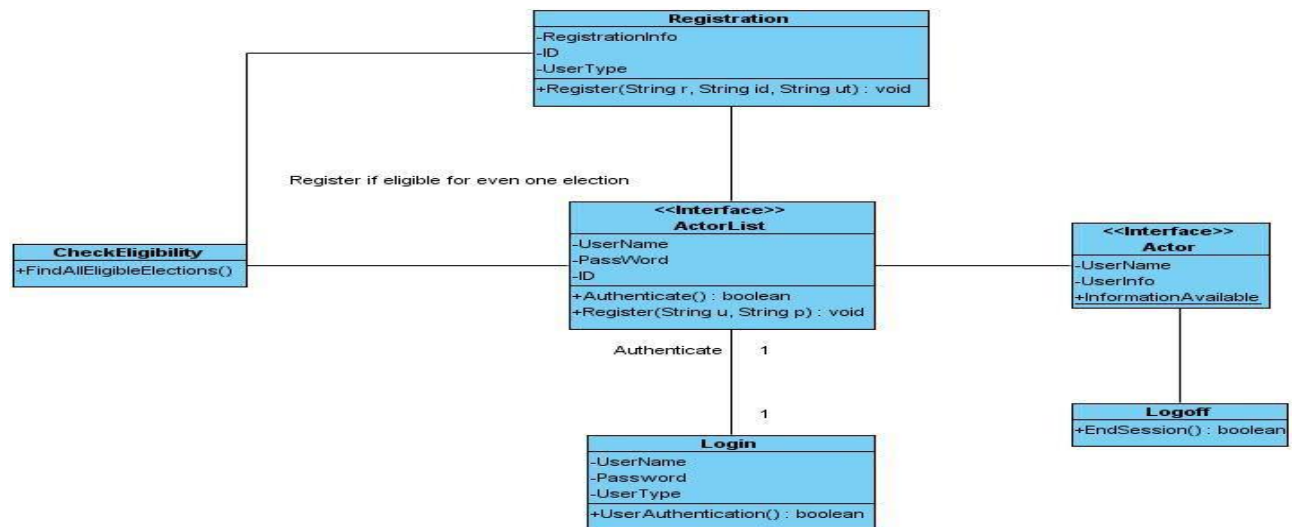 Registration
-RegistrationInfo
-ID
-UserType
+Register(String r, String id, String ut) : void
Register if eligible for even one election
CheckEligibility
+FindAllEligibleElections()
<<Interface>>
ActorList
-UserName
-PassWord
-ID
+Authenticate() : boolean
+Register(String u, String p) : void
<<Interface>>
Actor
-UserName
-UserInfo
+InformationAvailable
Authenticate 1
1
Logoff
+EndSession() : boolean
Login
-UserName
-Password
-UserType
+UserAuthentication() : boolean